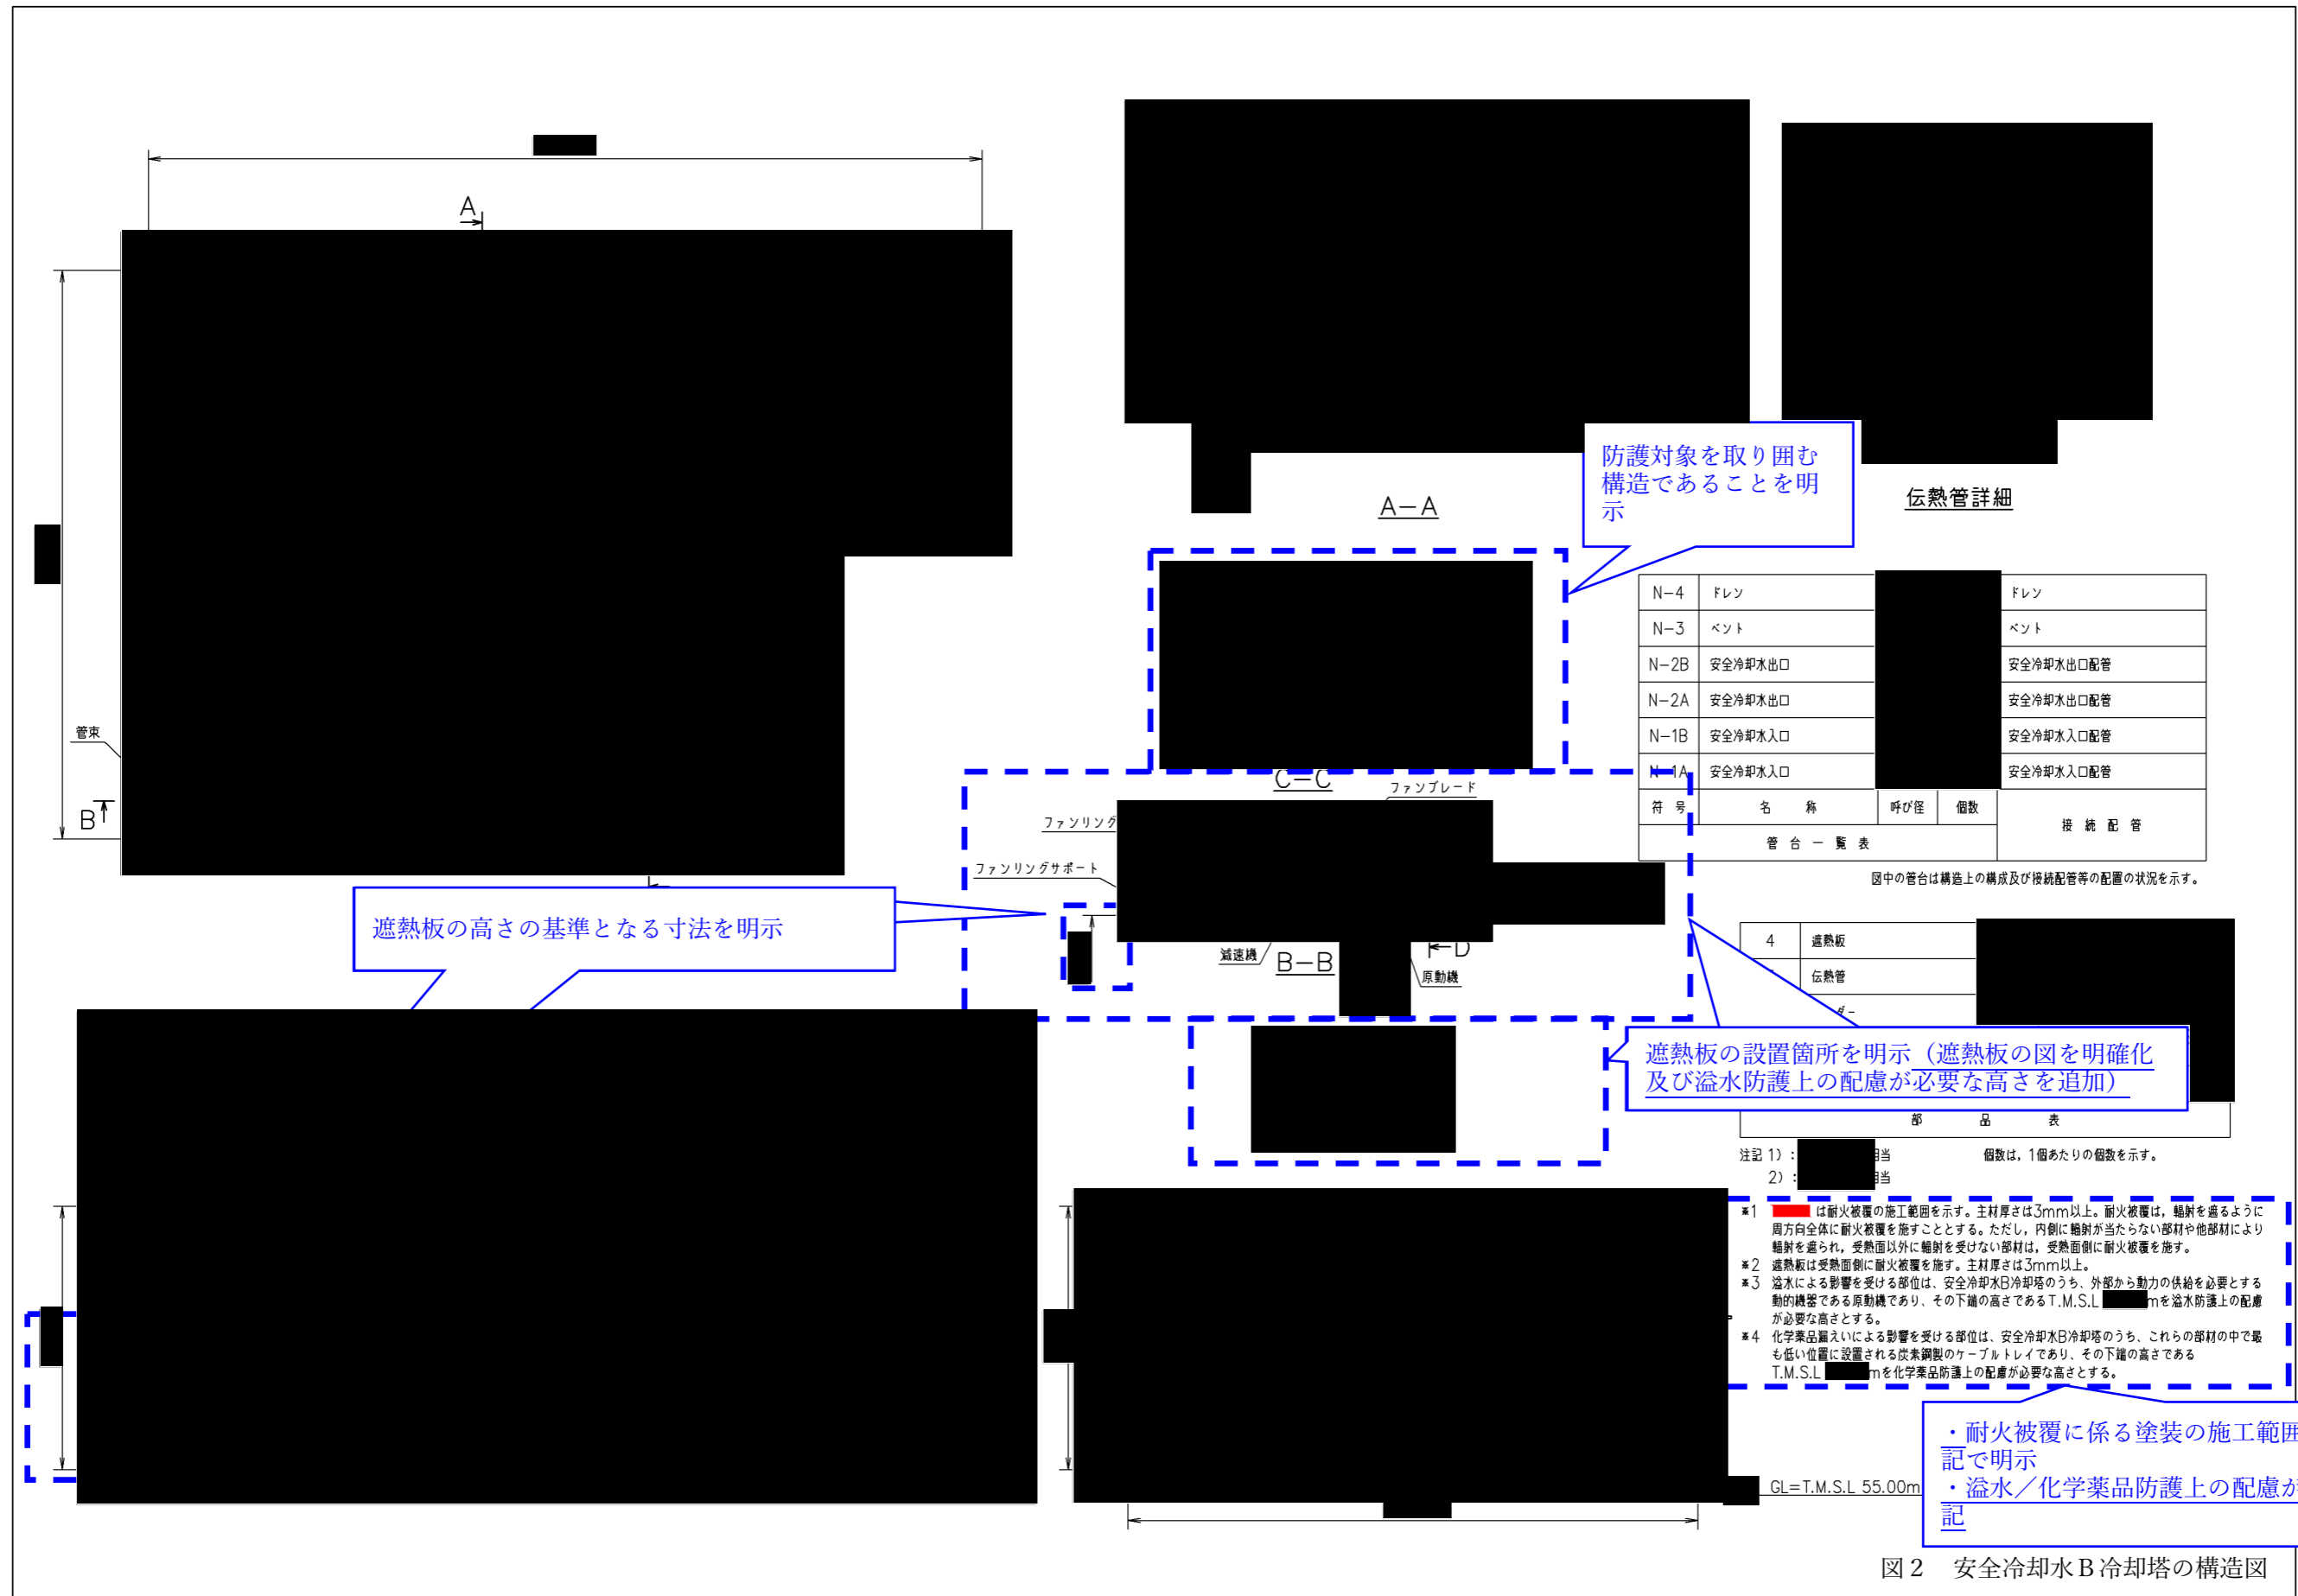 A
管束
B
A－A
防護対象を取り囲む
構造であることを明
示
伝熱管詳細
N－4 ドレン ドレン
N－3 ベント ベント
N－2B 安全冷却水出口 安全冷却水出口配管
N－2A 安全冷却水出口 安全冷却水出口配管
N－1B 安全冷却水入口 安全冷却水入口配管
N－1A 安全冷却水入口 安全冷却水入口配管
符 号 名 称 呼び径 個数 接 続 配 管
管 台 一 覧 表
図中の管台は構造上の構成及び接続配管等の配置の状況を示す。
C－C
ファンブレード
ファンリング
ファンリングサポート
減速機
B－B
D
原動機
遮熱板の高さの基準となる寸法を明示
4 遮熱板
伝熱管
ダー
遮熱板の設置箇所を明示（遮熱板の図を明確化
及び溢水防護上の配慮が必要な高さを追加）
部 品 表
注記 1）： 相当 個数は，1個あたりの個数を示す。
2）： 相当
＊1 は耐火被覆の施工範囲を示す。主材厚さは3mm以上。耐火被覆は，輻射を遮るように
周方向全体に耐火被覆を施すこととする。ただし，内側に輻射が当たらない部材や他部材により
輻射を遮られ，受熱面以外に輻射を受けない部材は，受熱面側に耐火被覆を施す。
＊2 遮熱板は受熱面側に耐火被覆を施す。主材厚さは3mm以上。
＊3 溢水による影響を受ける部位は、安全冷却水B冷却塔のうち、外部から動力の供給を必要とする
動的機器である原動機であり、その下端の高さであるT.M.S.L mを溢水防護上の配慮
が必要な高さとする。
＊4 化学薬品漏えいによる影響を受ける部位は、安全冷却水B冷却塔のうち、これらの部材の中で最
も低い位置に設置される炭素鋼製のケーブルトレイであり、その下端の高さである
T.M.S.L mを化学薬品防護上の配慮が必要な高さとする。
・耐火被覆に係る塗装の施工範囲
記で明示
・溢水／化学薬品防護上の配慮が
記
GL=T.M.S.L 55.00m
図２　安全冷却水Ｂ冷却塔の構造図